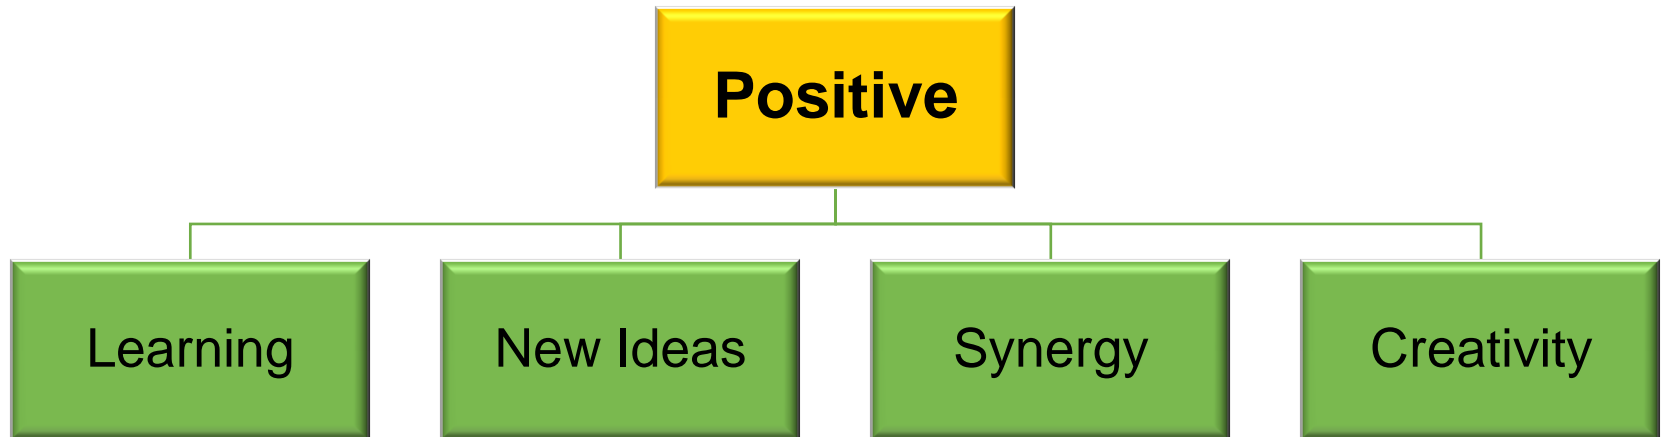 Positive
Learning
New Ideas
Synergy
Creativity